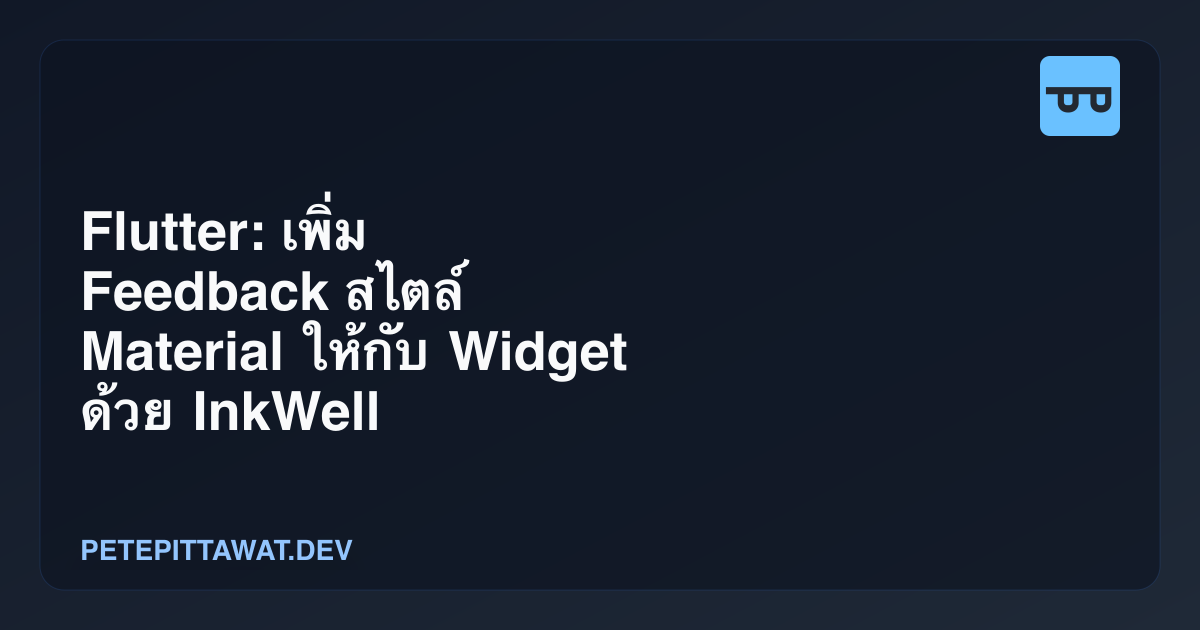 Flutter: เพิ่ม
Feedback สไตล์
Material ให้กับ Widget
ด้วย InkWell
PETEPITTAWAT.DEV